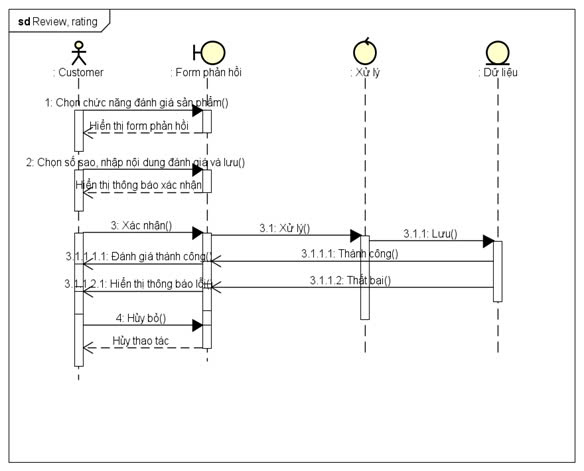 sd Review, rating
: Customer
: Form phản hồi
: Xử lý
: Dữ liệu
1: Chọn chức năng đánh giá sản phẩm()
Hiển thị form phản hồi
2: Chọn số sao, nhập nội dung đánh giá và lưu()
Hiển thị thông báo xác nhận
3: Xác nhận()
3.1: Xử lý()
3.1.1: Lưu()
3.1.1.1.1: Đánh giá thành công()
3.1.1.1: Thành công()
3.1.1.2.1: Hiển thị thông báo lỗi()
3.1.1.2: Thất bại()
4: Hủy bỏ()
Hủy thao tác